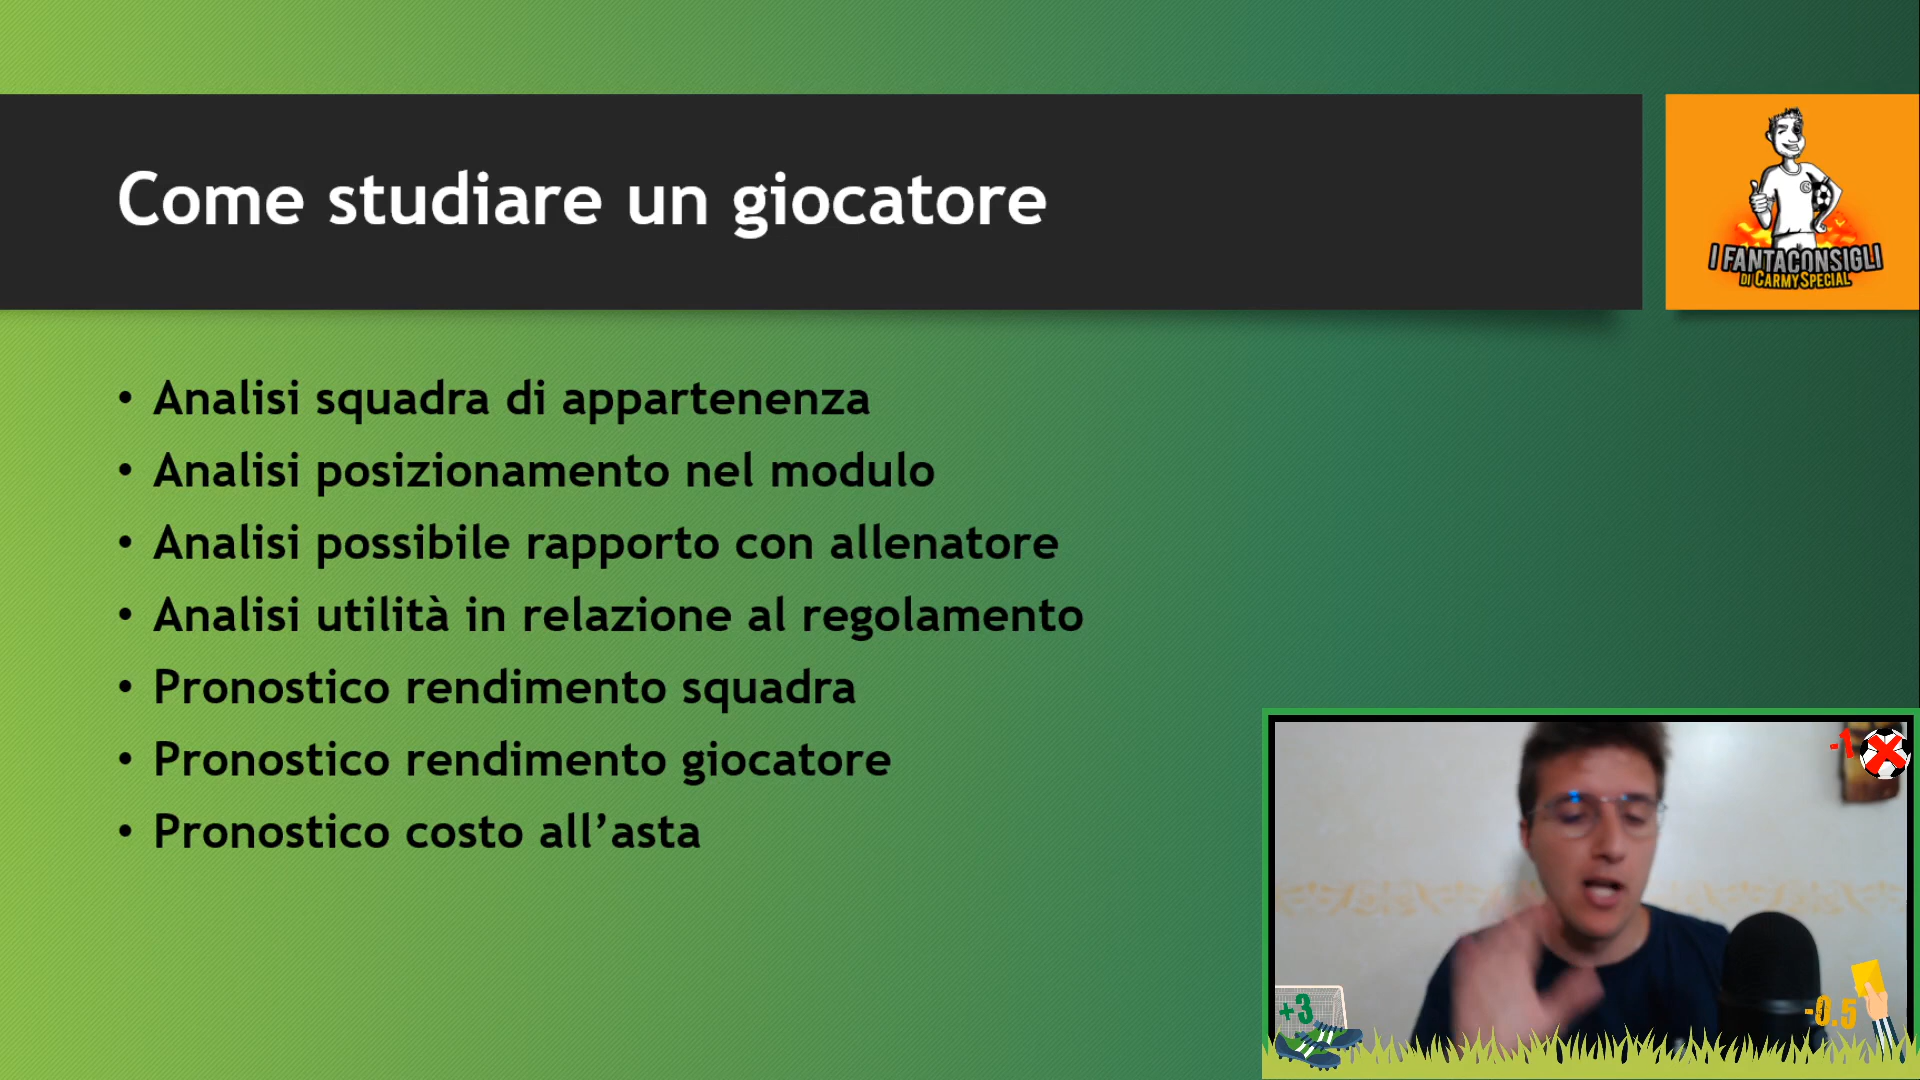 Come studiare un giocatore
I FANTACONSIGLI
DI CARMYSPECIAL
• Analisi squadra di appartenenza
• Analisi posizionamento nel modulo
• Analisi possibile rapporto con allenatore
• Analisi utilità in relazione al regolamento
• Pronostico rendimento squadra
• Pronostico rendimento giocatore
• Pronostico costo all’asta
-1
+3
-0.5